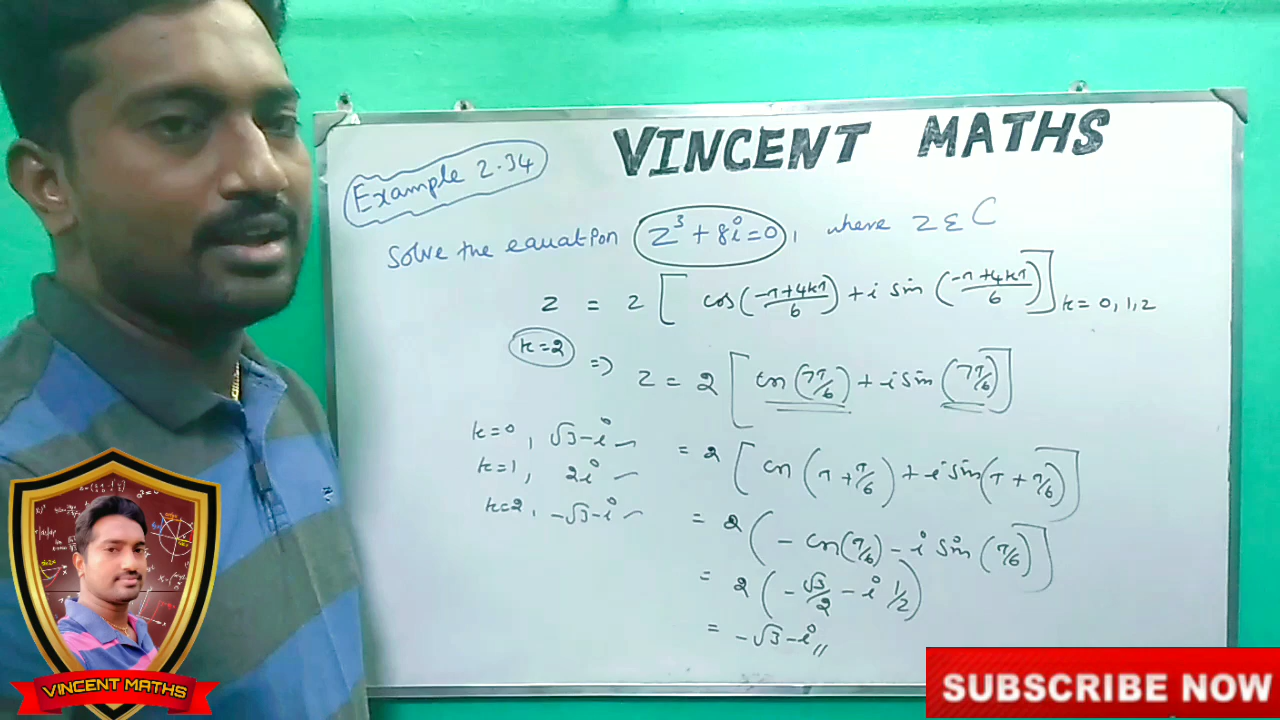 VINCENT MATHS
Example 2.34
Solve the equation z³ + 8i = 0, where z ε C
z = 2 [cos(-π+4kπ/6) + i sin(-π+4kπ/6)] k = 0, 1, 2
k=2 => z = 2 [cos(7π/6) + i sin(7π/6)]
k=0, √3-i
= 2 [cos(π+π/6) + i sin(π+π/6)]
k=1, 2i
k=2, -√3-i
= 2 (-cos(π/6) - i sin(π/6)]
= 2 (-√3/2 - i 1/2)
= -√3-i //
VINCENT MATHS
SUBSCRIBE NOW